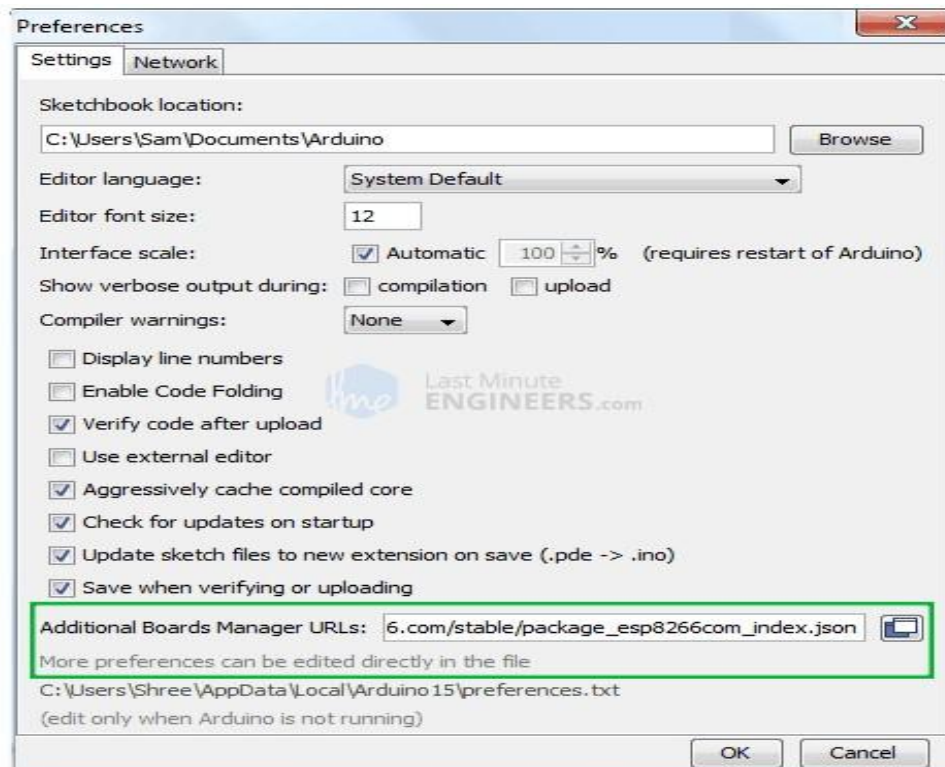 Preferences
Settings Network
Sketchbook location:
C:\Users\Sam\Documents\Arduino Browse
Editor language: System Default
Editor font size: 12
Interface scale: Automatic 100 % (requires restart of Arduino)
Show verbose output during: compilation upload
Compiler warnings: None
Display line numbers
Enable Code Folding
lme Last Minute
ENGINEERS.com
Verify code after upload
Use external editor
Aggressively cache compiled core
Check for updates on startup
Update sketch files to new extension on save (.pde -> .ino)
Save when verifying or uploading
Additional Boards Manager URLs: 6.com/stable/package_esp8266com_index.json
More preferences can be edited directly in the file
C:\Users\Shree\AppData\Local\Arduino15\preferences.txt
(edit only when Arduino is not running)
OK Cancel